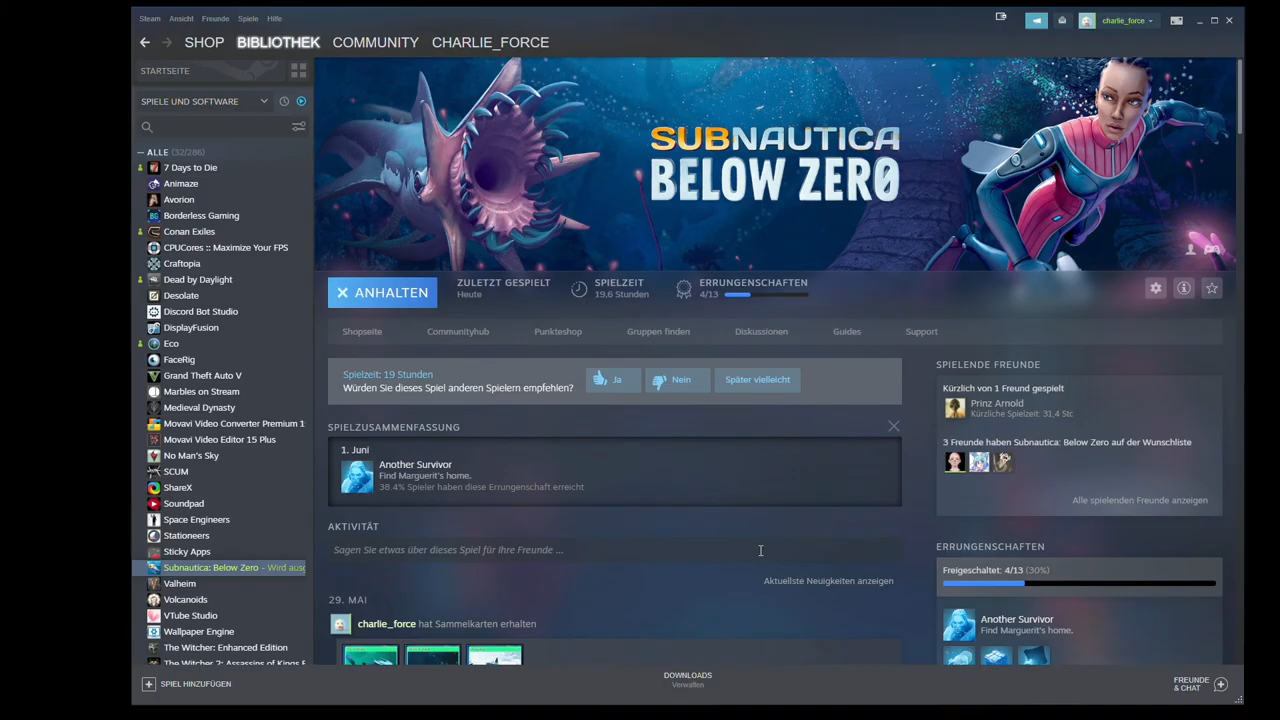 Steam Ansicht Freunde Spiele Hilfe
charlie_force
SHOP BIBLIOTHEK COMMUNITY CHARLIE_FORCE
STARTSEITE
SPIELE UND SOFTWARE
ALLE (32/286)
7 Days to Die
Animaze
Avorion
Borderless Gaming
Conan Exiles
CPUCores :: Maximize Your FPS
Craftopia
Dead by Daylight
Desolate
Discord Bot Studio
DisplayFusion
Eco
FaceRig
Grand Theft Auto V
Marbles on Stream
Medieval Dynasty
Movavi Video Converter Premium 1
Movavi Video Editor 15 Plus
No Man's Sky
SCUM
ShareX
Soundpad
Space Engineers
Stationeers
Sticky Apps
Subnautica: Below Zero - Wird ausg
Valheim
Volcanoids
VTube Studio
Wallpaper Engine
The Witcher: Enhanced Edition
The Witcher 2: Assassins of Kings E
SPIEL HINZUFÜGEN
SUBNAUTICA
BELOW ZERO
ANHALTEN
ZULETZT GESPIELT
Heute
SPIELZEIT
19,6 Stunden
ERRUNGENSCHAFTEN
4/13
Shopseite Communityhub Punkteshop Gruppen finden Diskussionen Guides Support
Spielzeit: 19 Stunden
Würden Sie dieses Spiel anderen Spielern empfehlen?
Ja Nein Später vielleicht
SPIELZUSAMMENFASSUNG
1. Juni
Another Survivor
Find Marguerit's home.
38.4% Spieler haben diese Errungenschaft erreicht
AKTIVITÄT
Sagen Sie etwas über dieses Spiel für Ihre Freunde ...
Aktuellste Neuigkeiten anzeigen
29. MAI
charlie_force hat Sammelkarten erhalten
SPIELENDE FREUNDE
Kürzlich von 1 Freund gespielt
Prinz Arnold
Kürzliche Spielzeit: 31,4 Stc
3 Freunde haben Subnautica: Below Zero auf der Wunschliste
Alle spielenden Freunde anzeigen
ERRUNGENSCHAFTEN
Freigeschaltet: 4/13 (30%)
Another Survivor
Find Marguerit's home.
DOWNLOADS
Verwalten
FREUNDE
& CHAT